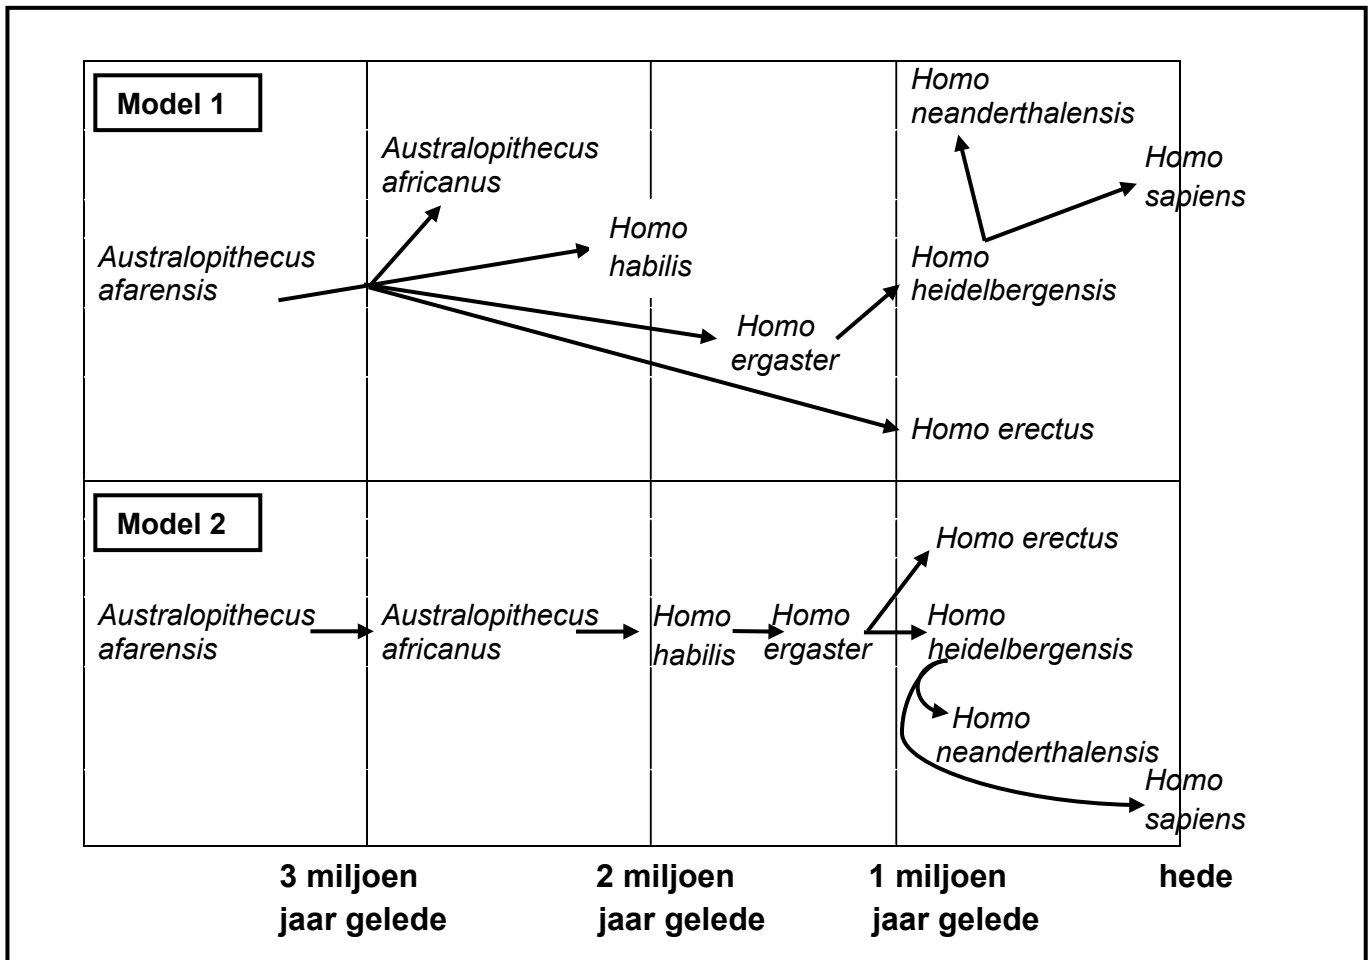 Model 1
Homo
neanderthalensis
Australopithecus
africanus
Homo
sapiens
Homo
habilis
Australopithecus
afarensis
Homo
heidelbergensis
Homo
ergaster
Homo erectus
Model 2
Homo erectus
Australopithecus
afarensis
Australopithecus
africanus
Homo
habilis
Homo
ergaster
Homo
heidelbergensis
Homo
neanderthalensis
Homo
sapiens
3 miljoen
jaar gelede
2 miljoen
jaar gelede
1 miljoen
jaar gelede
hede